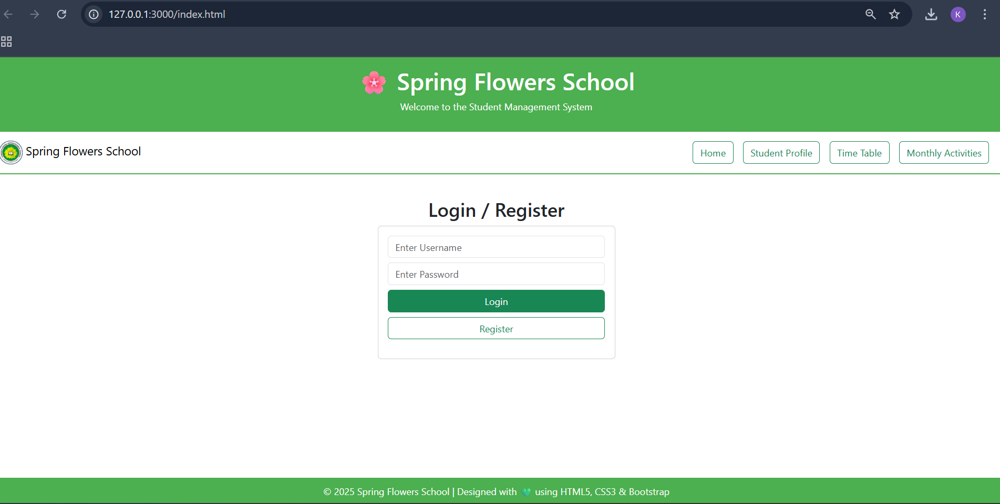 127.0.0.1:3000/index.html
K
🌸 Spring Flowers School
Welcome to the Student Management System
Spring Flowers School
Home
Student Profile
Time Table
Monthly Activities
Login / Register
Enter Username
Enter Password
Login
Register
© 2025 Spring Flowers School | Designed with 💚 using HTML5, CSS3 & Bootstrap